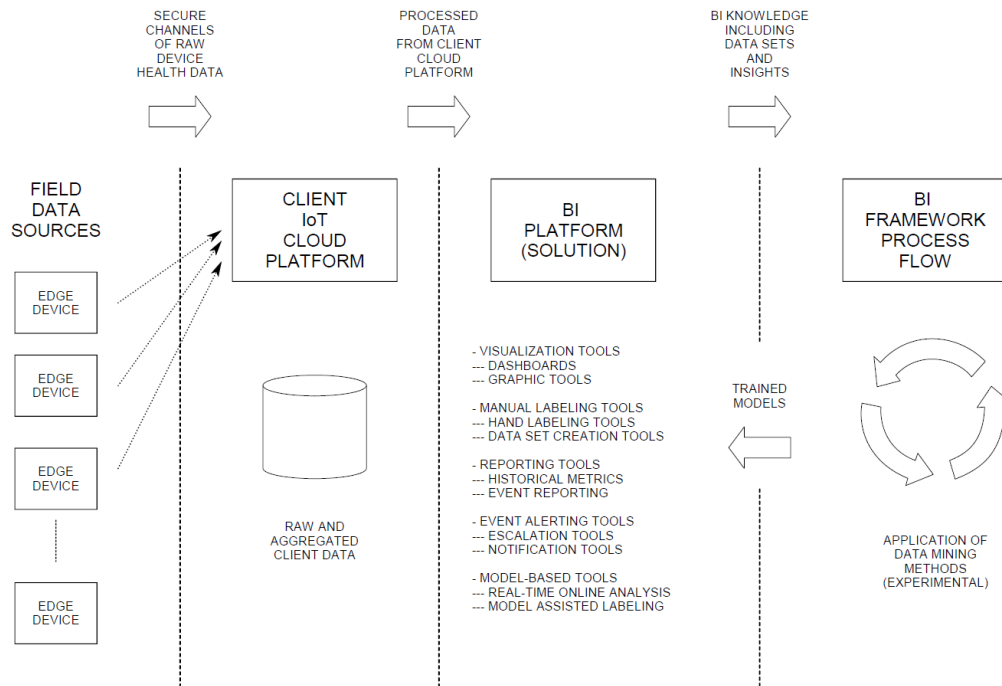 SECURE
CHANNELS
OF RAW
DEVICE
HEALTH DATA
PROCESSED
DATA
FROM CLIENT
CLOUD
PLATFORM
BI KNOWLEDGE
INCLUDING
DATA SETS
AND
INSIGHTS
FIELD
DATA
SOURCES
EDGE
DEVICE
EDGE
DEVICE
EDGE
DEVICE
EDGE
DEVICE
CLIENT
IoT
CLOUD
PLATFORM
RAW AND
AGGREGATED
CLIENT DATA
BI
PLATFORM
(SOLUTION)
- VISUALIZATION TOOLS
--- DASHBOARDS
--- GRAPHIC TOOLS
- MANUAL LABELING TOOLS
--- HAND LABELING TOOLS
--- DATA SET CREATION TOOLS
- REPORTING TOOLS
--- HISTORICAL METRICS
--- EVENT REPORTING
- EVENT ALERTING TOOLS
--- ESCALATION TOOLS
--- NOTIFICATION TOOLS
- MODEL-BASED TOOLS
--- REAL-TIME ONLINE ANALYSIS
--- MODEL ASSISTED LABELING
TRAINED
MODELS
BI
FRAMEWORK
PROCESS
FLOW
APPLICATION OF
DATA MINING
METHODS
(EXPERIMENTAL)